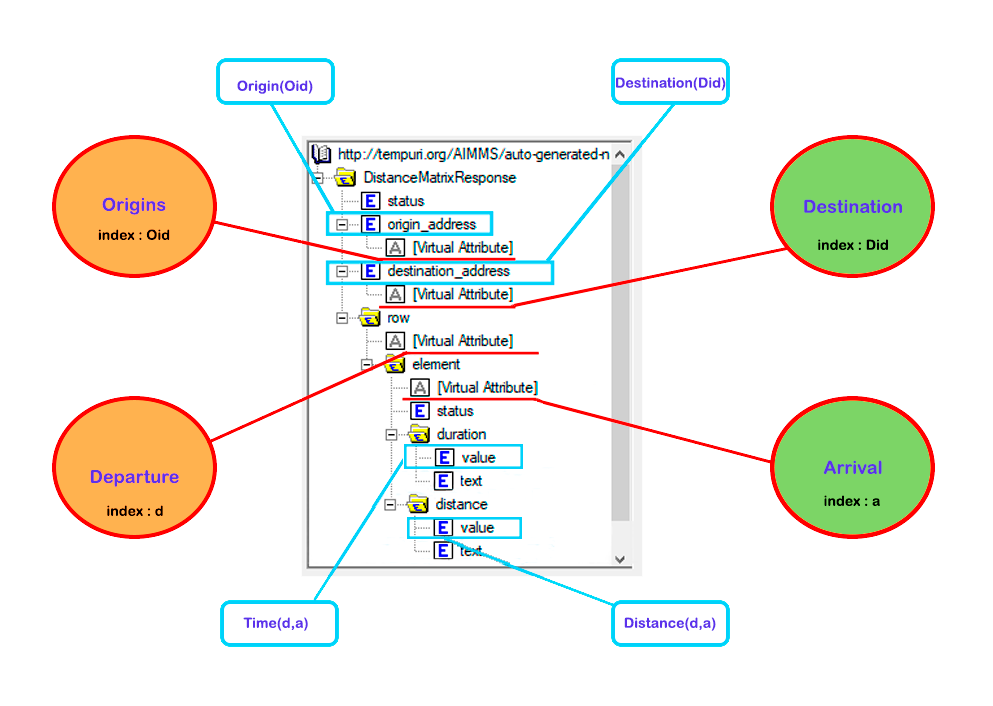 Origin(Oid)
Destination(Did)
http://tempuri.org/AIMMS/auto-generated-n
DistanceMatrixResponse
E status
E origin_address
A [Virtual Attribute]
E destination_address
A [Virtual Attribute]
row
A [Virtual Attribute]
element
A [Virtual Attribute]
E status
duration
E value
E text
distance
E value
E text
Origins
index : Oid
Destination
index : Did
Departure
index : d
Arrival
index : a
Time(d,a)
Distance(d,a)